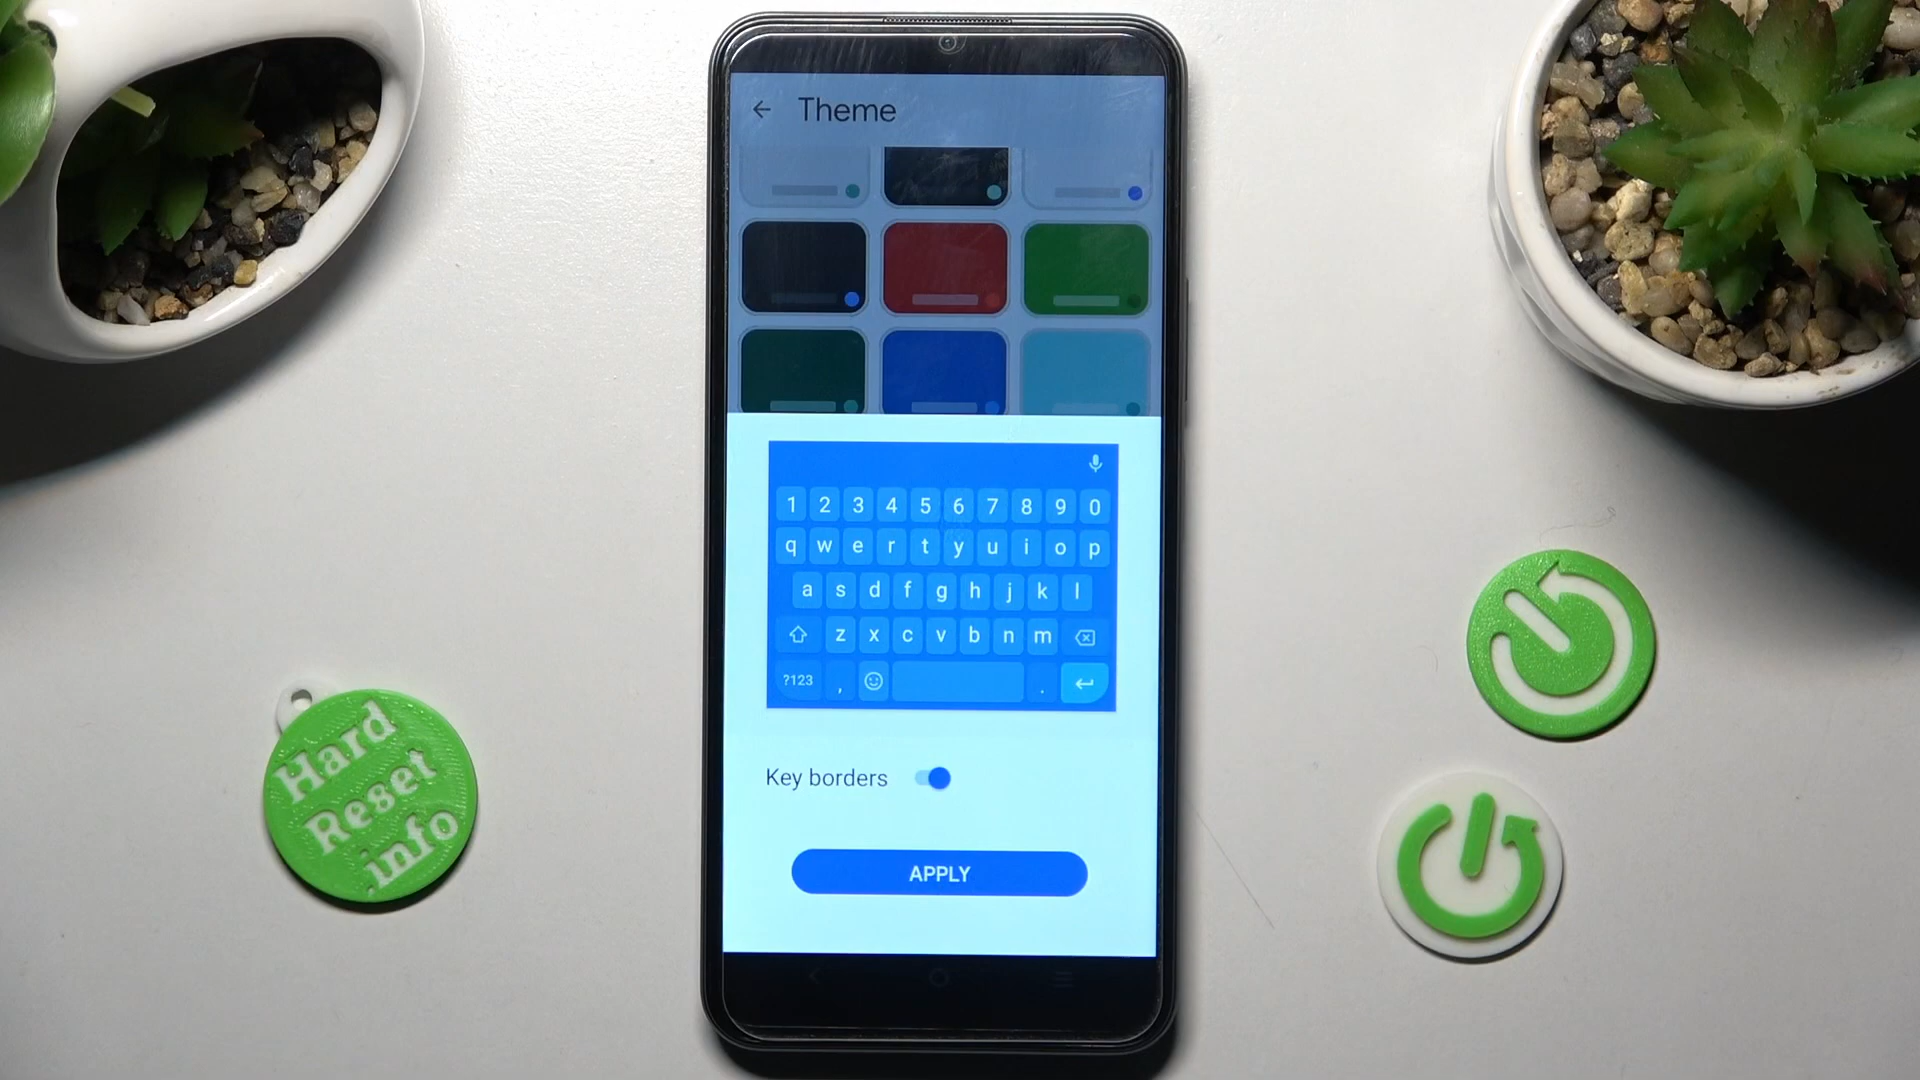 Theme
1 2 3 4 5 6 7 8 9 0
q w e r t y u i o p
a s d f g h j k l
z x c v b n m
?123 , .
Key borders
APPLY
Hard
Reset
.info